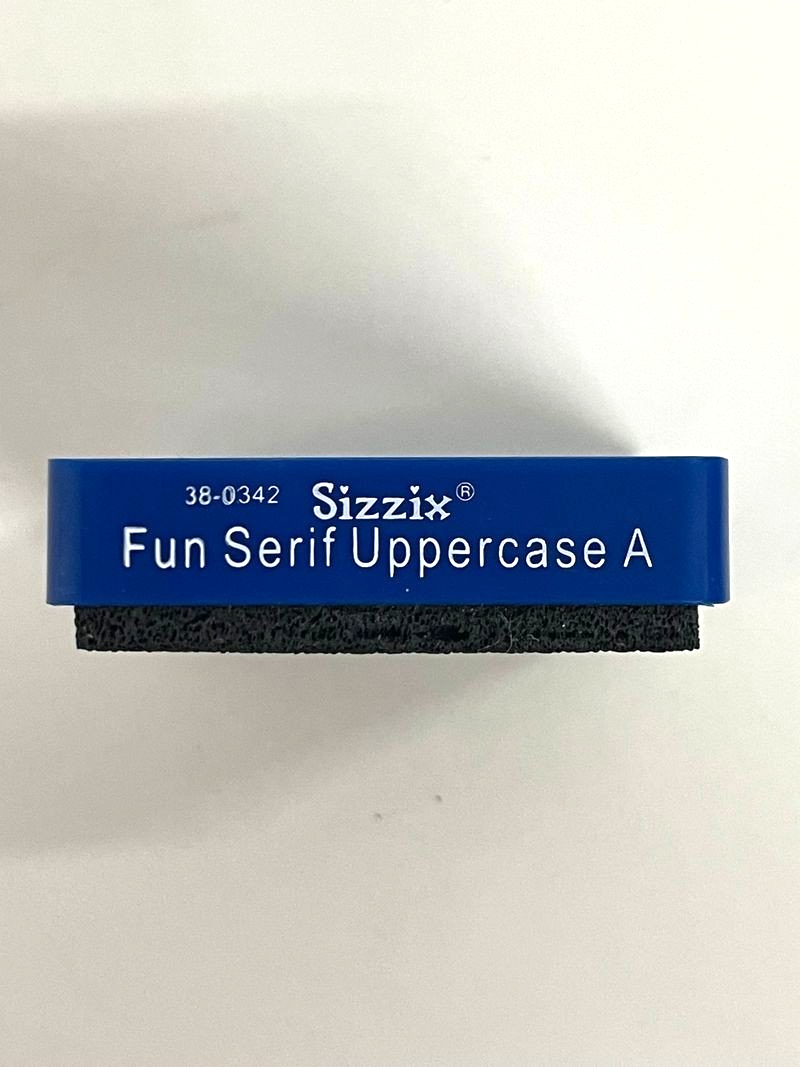 38-0342 Sizzix®
Fun Serif Uppercase A